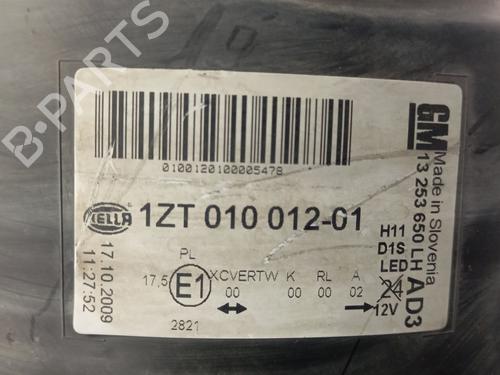 B-PARTS
0100120100005478
HELLA
1ZT 010 012-01
17.10.2009
11:27:52
PL
17,5
E1
2821
XCVERTW K RL A
00 00 00 02
H11
D1S
LED
24
12V
GM
Made in Slovenia
13 253 650 LH AD3